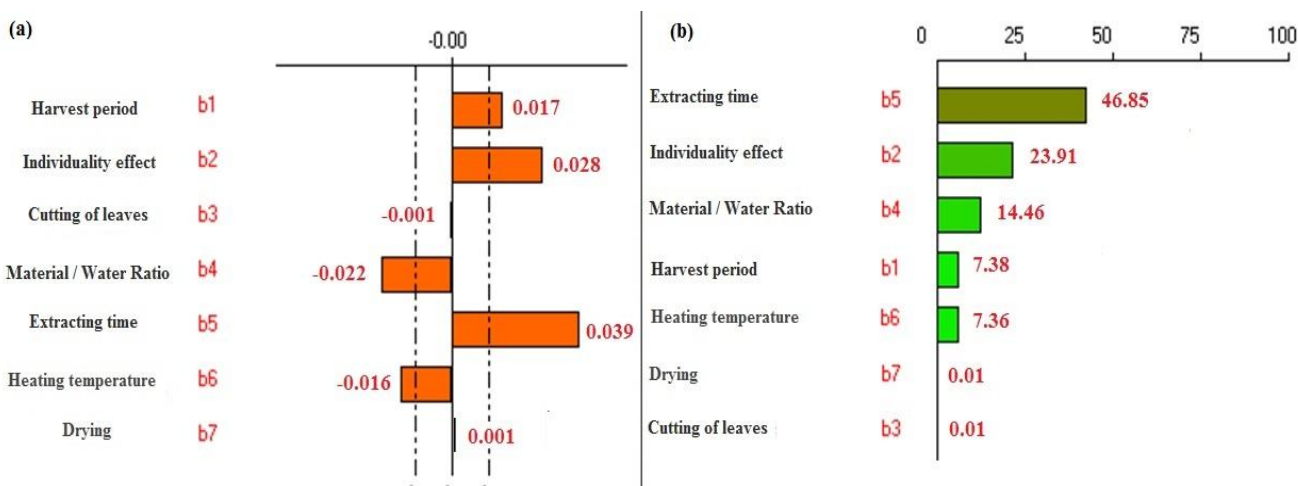 (a)
-0.00
Harvest period b1 0.017
Individuality effect b2 0.028
Cutting of leaves b3 -0.001
Material / Water Ratio b4 -0.022
Extracting time b5 0.039
Heating temperature b6 -0.016
Drying b7 0.001
(b)
0 25 50 75 100
Extracting time b5 46.85
Individuality effect b2 23.91
Material / Water Ratio b4 14.46
Harvest period b1 7.38
Heating temperature b6 7.36
Drying b7 0.01
Cutting of leaves b3 0.01